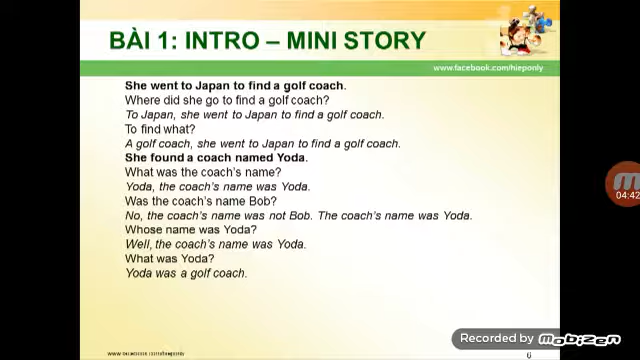 BÀI 1: INTRO – MINI STORY
www.facebook.com/hieponly
She went to Japan to find a golf coach.
Where did she go to find a golf coach?
To Japan, she went to Japan to find a golf coach.
To find what?
A golf coach, she went to Japan to find a golf coach.
She found a coach named Yoda.
What was the coach's name?
Yoda, the coach's name was Yoda.
Was the coach's name Bob?
No, the coach's name was not Bob. The coach's name was Yoda.
Whose name was Yoda?
Well, the coach's name was Yoda.
What was Yoda?
Yoda was a golf coach.
04:42
Recorded by MOBIZEN
www.facebook.com/hieponly
6